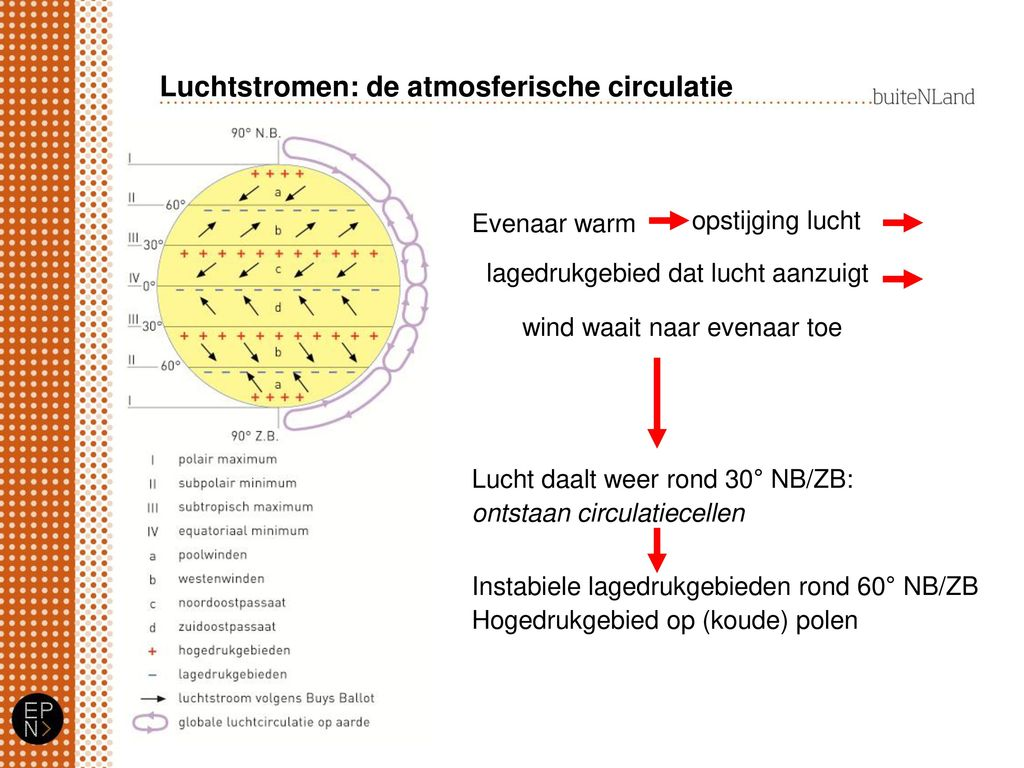 Luchtstromen: de atmosferische circulatie
buiteNLand
90° N.B.
I
II
60°
III
30°
IV
0°
III
30°
II
60°
I
a
b
c
d
b
a
90° Z.B.
I polair maximum
II subpolair minimum
III subtropisch maximum
IV equatoriaal minimum
a poolwinden
b westenwinden
c noordoostpassaat
d zuidoostpassaat
+ hogedrukgebieden
− lagedrukgebieden
luchtstroom volgens Buys Ballot
globale luchtcirculatie op aarde
Evenaar warm opstijging lucht
lagedrukgebied dat lucht aanzuigt
wind waait naar evenaar toe
Lucht daalt weer rond 30° NB/ZB:
ontstaan circulatiecellen
Instabiele lagedrukgebieden rond 60° NB/ZB
Hogedrukgebied op (koude) polen
EP
N>